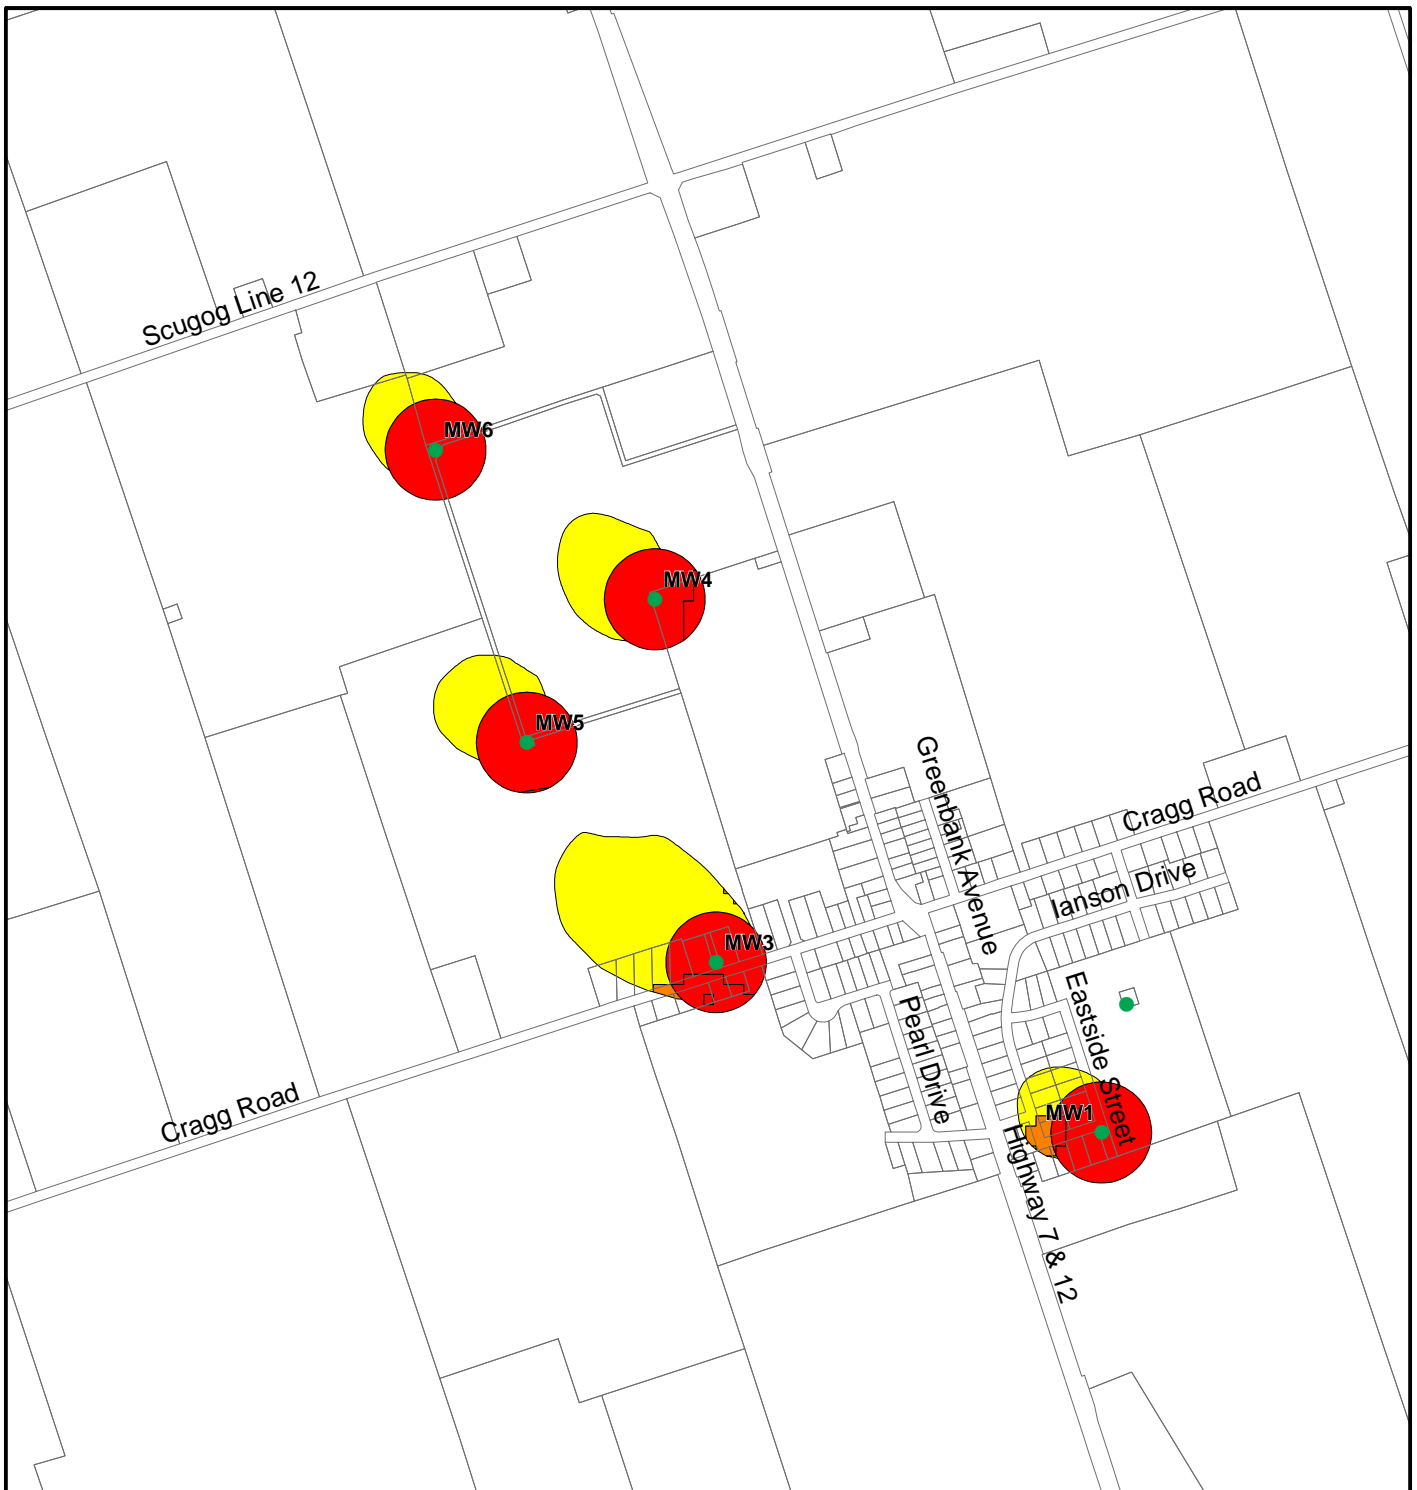 Scugog Line 12
MW6
MW4
MW5
Greenbank Avenue
Cragg Road
Ianson Drive
MW3
Eastside Street
Pearl Drive
MW1
Cragg Road
Highway 7 & 12